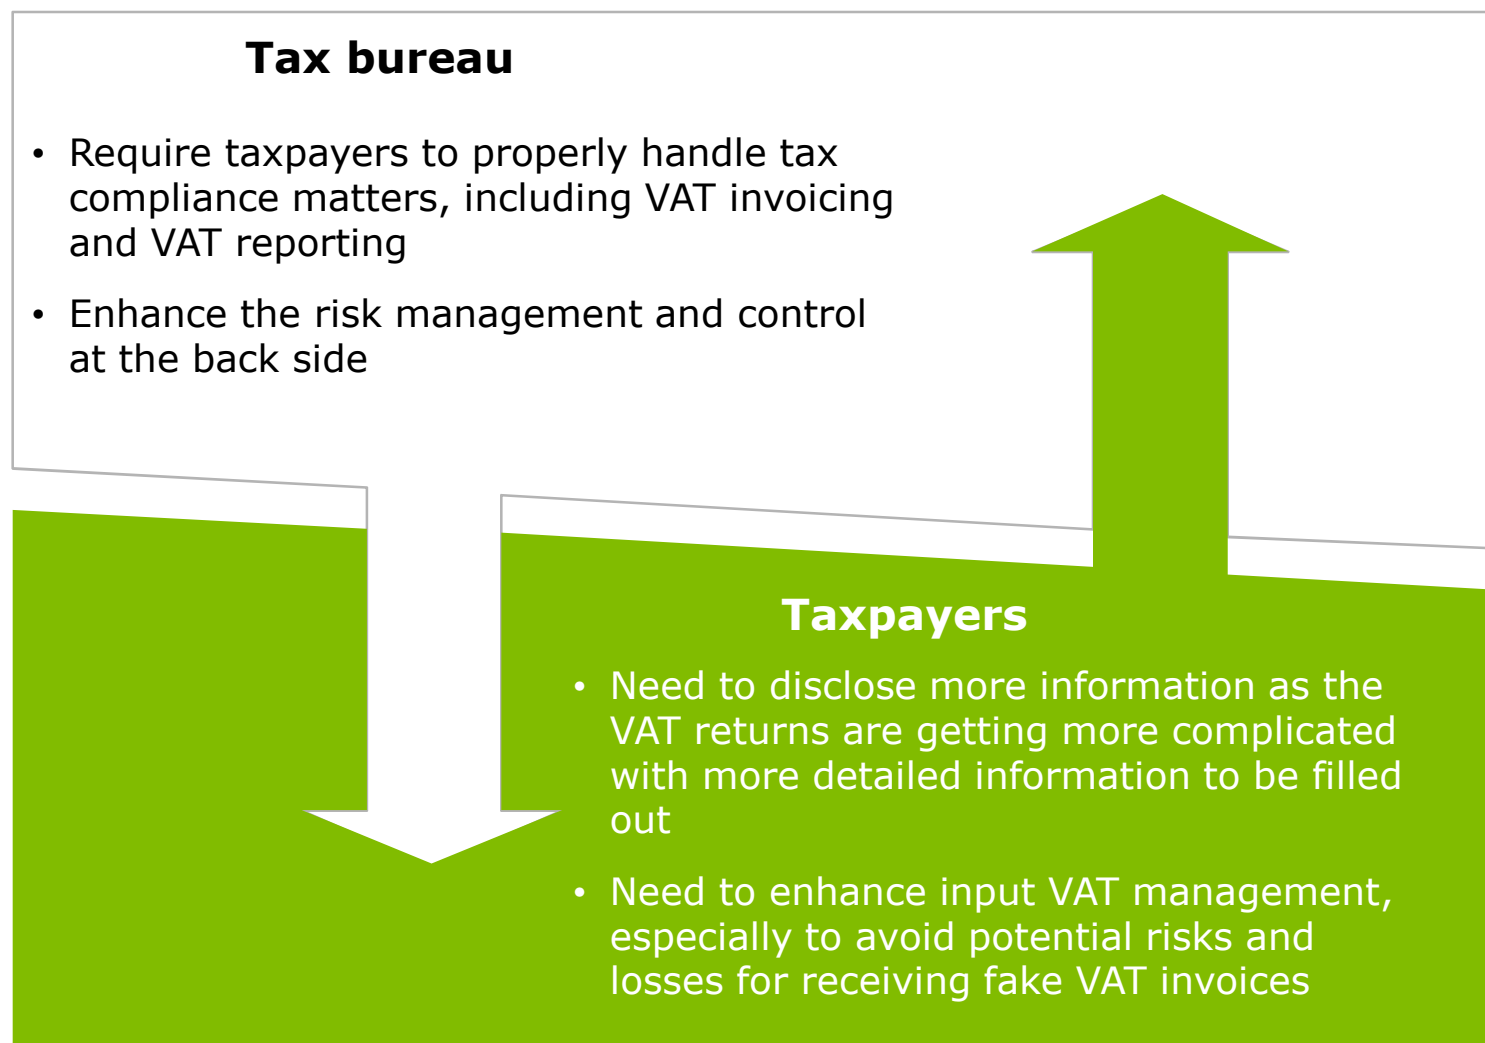 Tax bureau
• Require taxpayers to properly handle tax
compliance matters, including VAT invoicing
and VAT reporting
• Enhance the risk management and control
at the back side
Taxpayers
• Need to disclose more information as the
VAT returns are getting more complicated
with more detailed information to be filled
out
• Need to enhance input VAT management,
especially to avoid potential risks and
losses for receiving fake VAT invoices